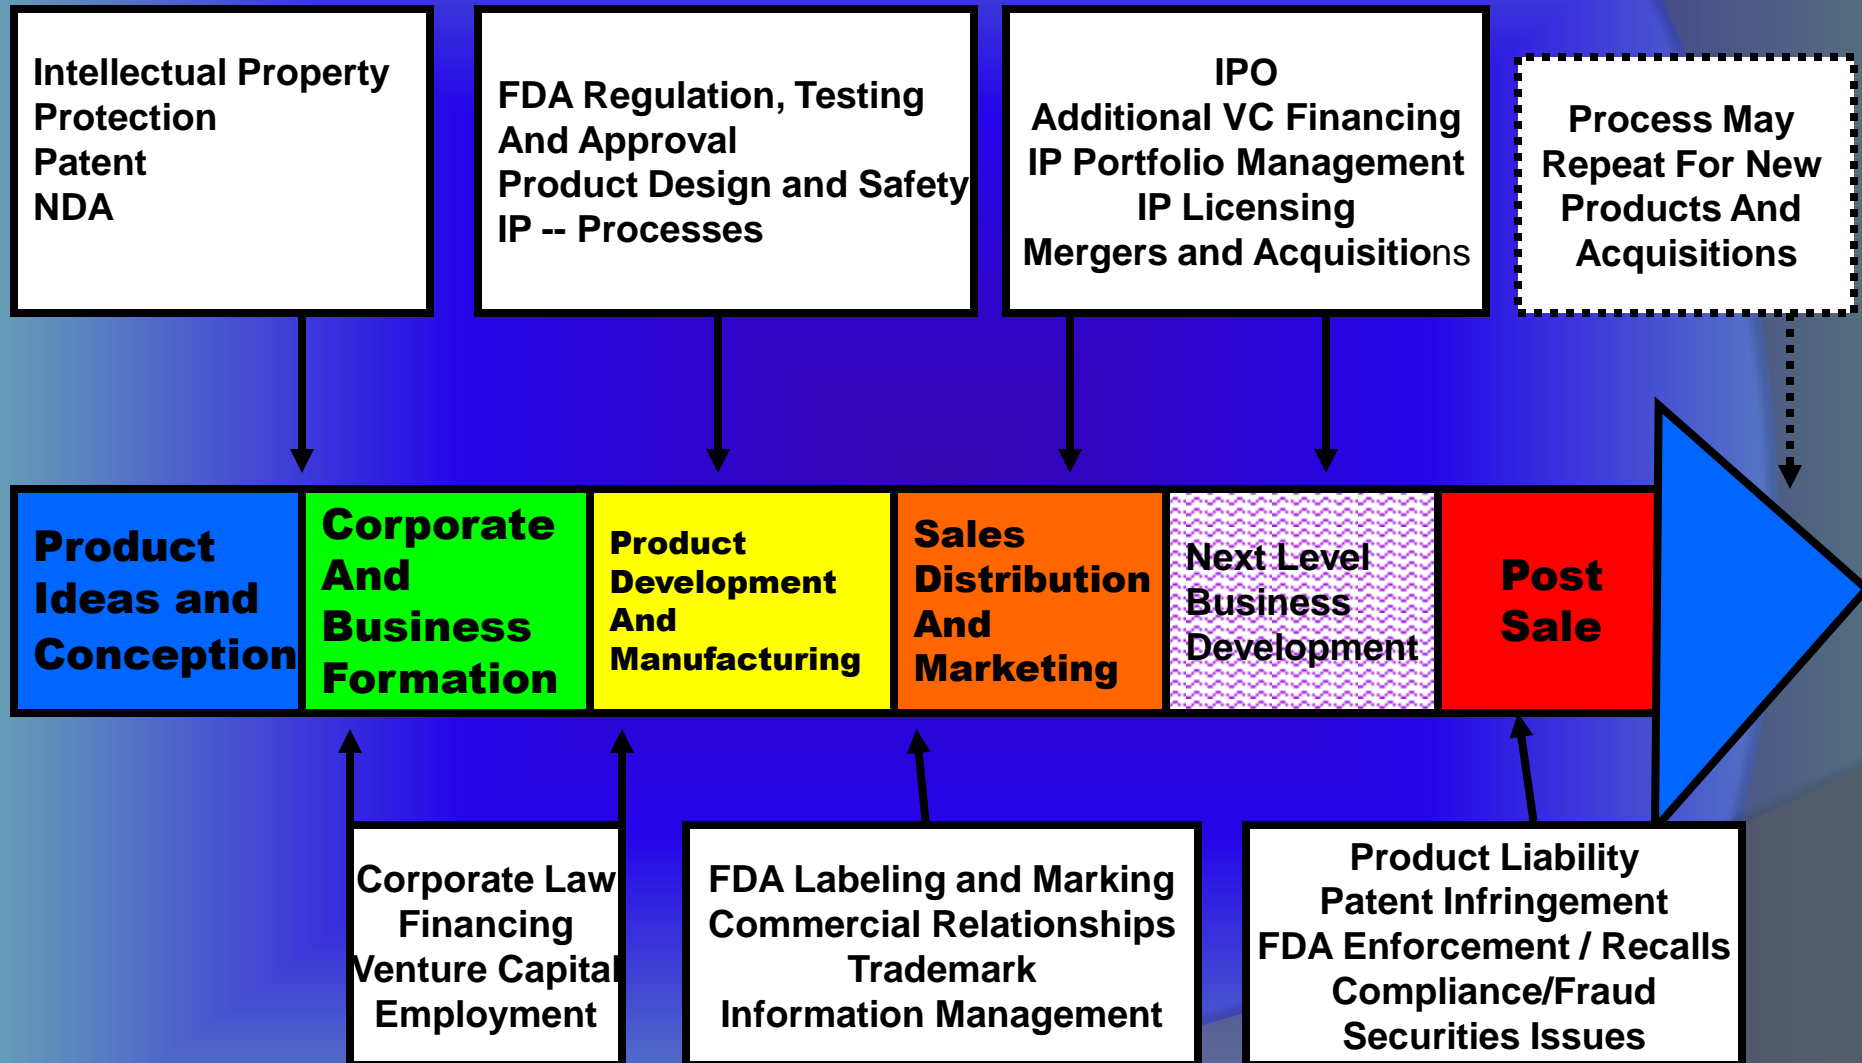 Intellectual Property
Protection
Patent
NDA
FDA Regulation, Testing
And Approval
Product Design and Safety
IP -- Processes
IPO
Additional VC Financing
IP Portfolio Management
IP Licensing
Mergers and Acquisitions
Process May
Repeat For New
Products And
Acquisitions
Product
Ideas and
Conception
Corporate
And
Business
Formation
Product
Development
And
Manufacturing
Sales
Distribution
And
Marketing
Next Level
Business
Development
Post
Sale
Corporate Law
Financing
Venture Capital
Employment
FDA Labeling and Marking
Commercial Relationships
Trademark
Information Management
Product Liability
Patent Infringement
FDA Enforcement / Recalls
Compliance/Fraud
Securities Issues